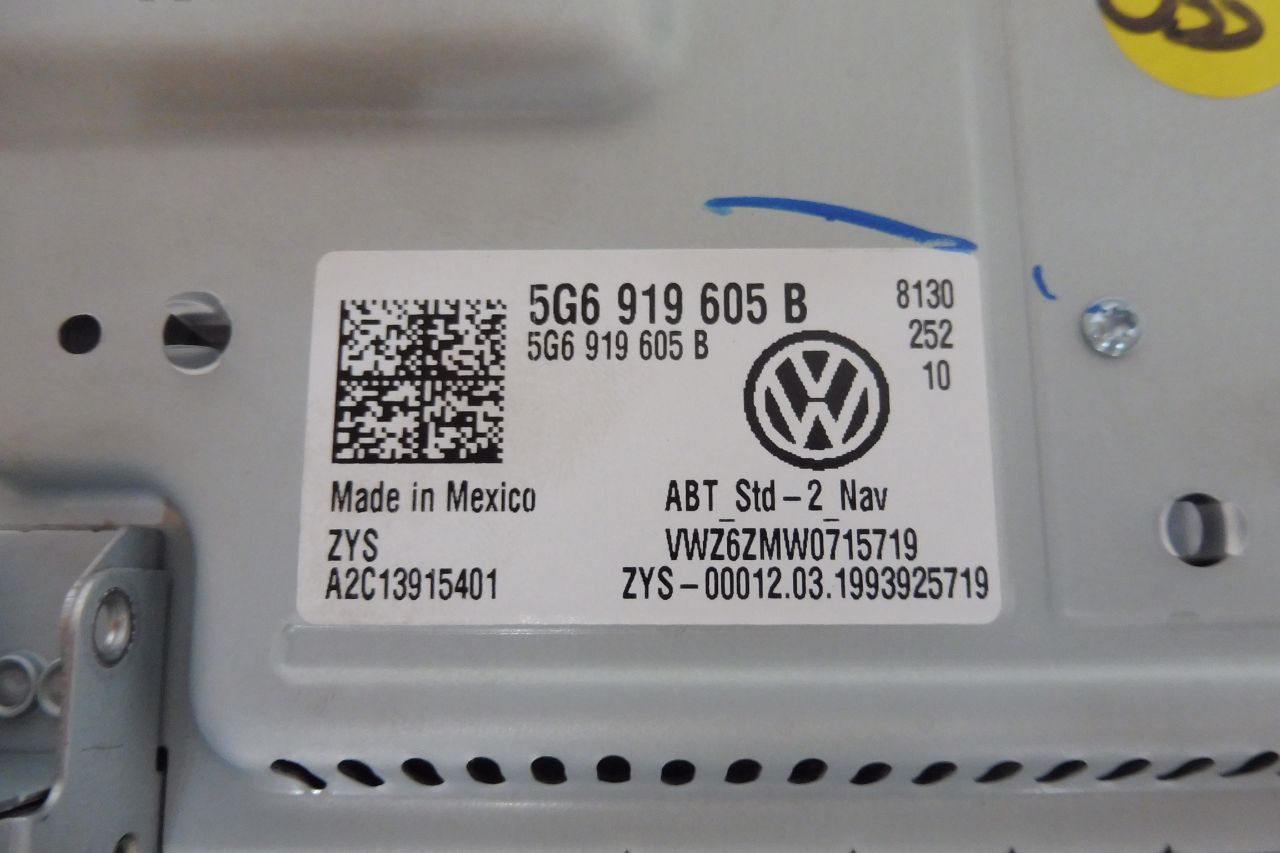 5G6 919 605 B
5G6 919 605 B
8130
252
10
Made in Mexico
ZYS
A2C13915401
ABT_Std-2_Nav
VWZ6ZMW0715719
ZYS-00012.03.1993925719